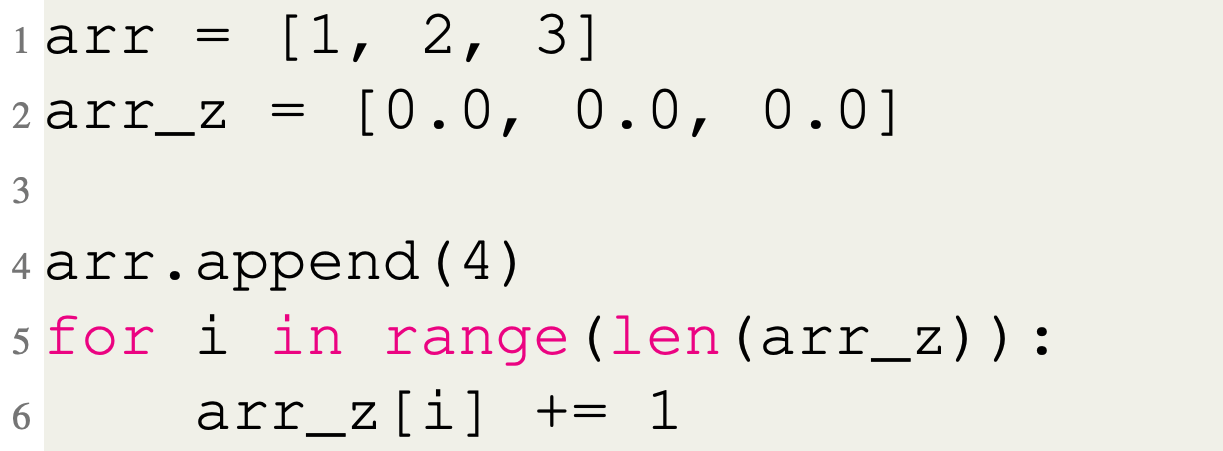 1 arr = [1, 2, 3]
2 arr_z = [0.0, 0.0, 0.0]
3
4 arr.append(4)
5 for i in range(len(arr_z)):
6     arr_z[i] += 1